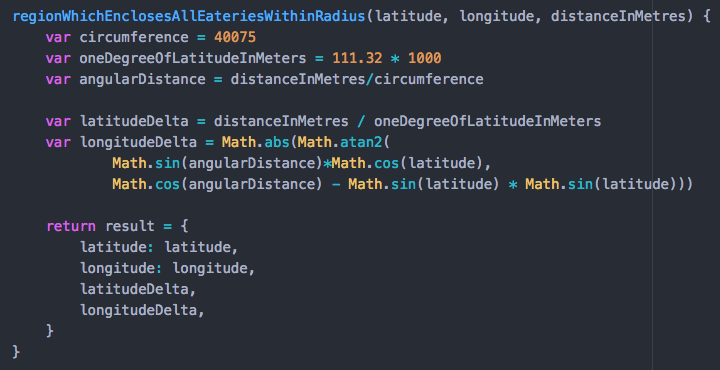 regionWhichEnclosesAllEateriesWithinRadius(latitude, longitude, distanceInMetres) {
    var circumference = 40075
    var oneDegreeOfLatitudeInMeters = 111.32 * 1000
    var angularDistance = distanceInMetres/circumference

    var latitudeDelta = distanceInMetres / oneDegreeOfLatitudeInMeters
    var longitudeDelta = Math.abs(Math.atan2(
            Math.sin(angularDistance)*Math.cos(latitude),
            Math.cos(angularDistance) - Math.sin(latitude) * Math.sin(latitude)))

    return result = {
        latitude: latitude,
        longitude: longitude,
        latitudeDelta,
        longitudeDelta,
    }
}